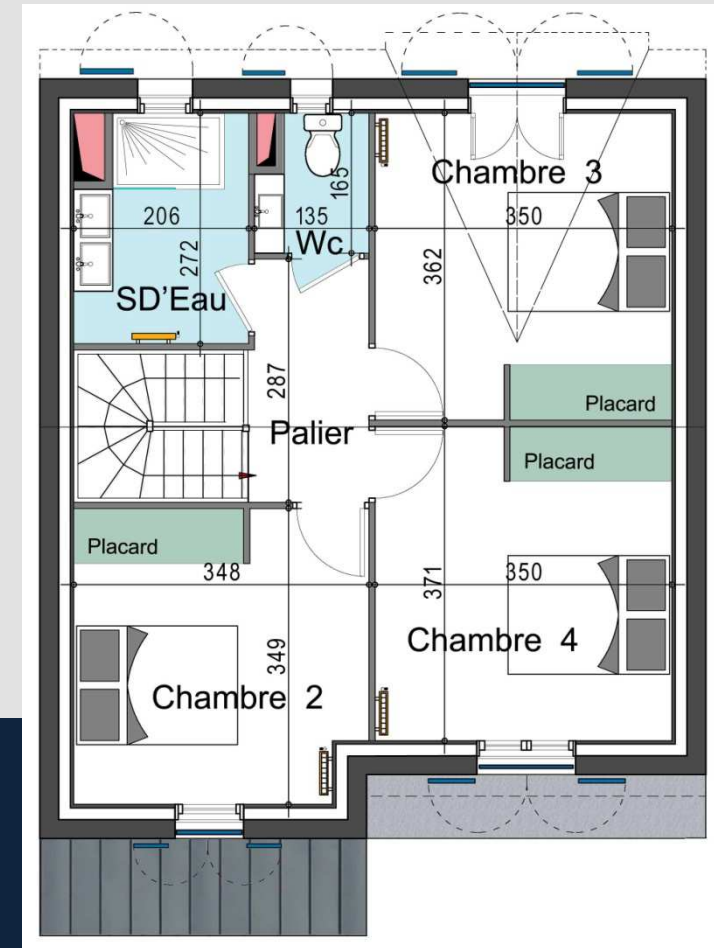 Chambre 3
165
206
135
350
Wc
272
362
SD'Eau
287
Placard
Palier
Placard
Placard
348
371
350
349
Chambre 4
Chambre 2